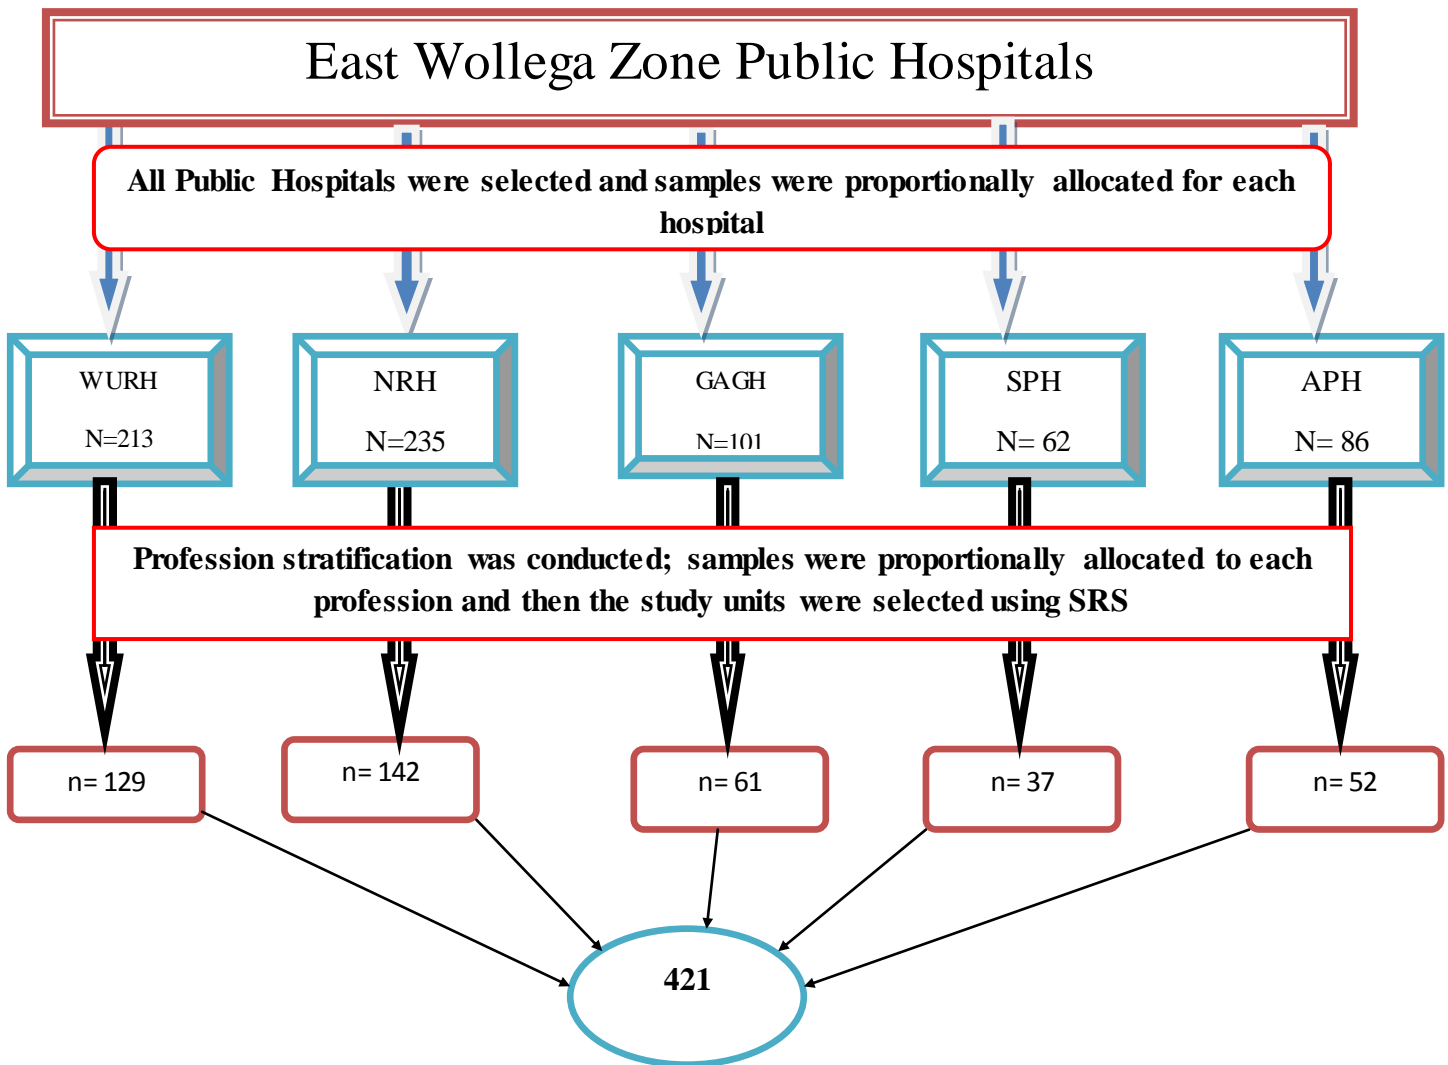 East Wollega Zone Public Hospitals
All Public Hospitals were selected and samples were proportionally allocated for each
hospital
WURH
N=213
NRH
N=235
GAGH
N=101
SPH
N= 62
APH
N= 86
Profession stratification was conducted; samples were proportionally allocated to each
profession and then the study units were selected using SRS
n= 129
n= 142
n= 61
n= 37
n= 52
421